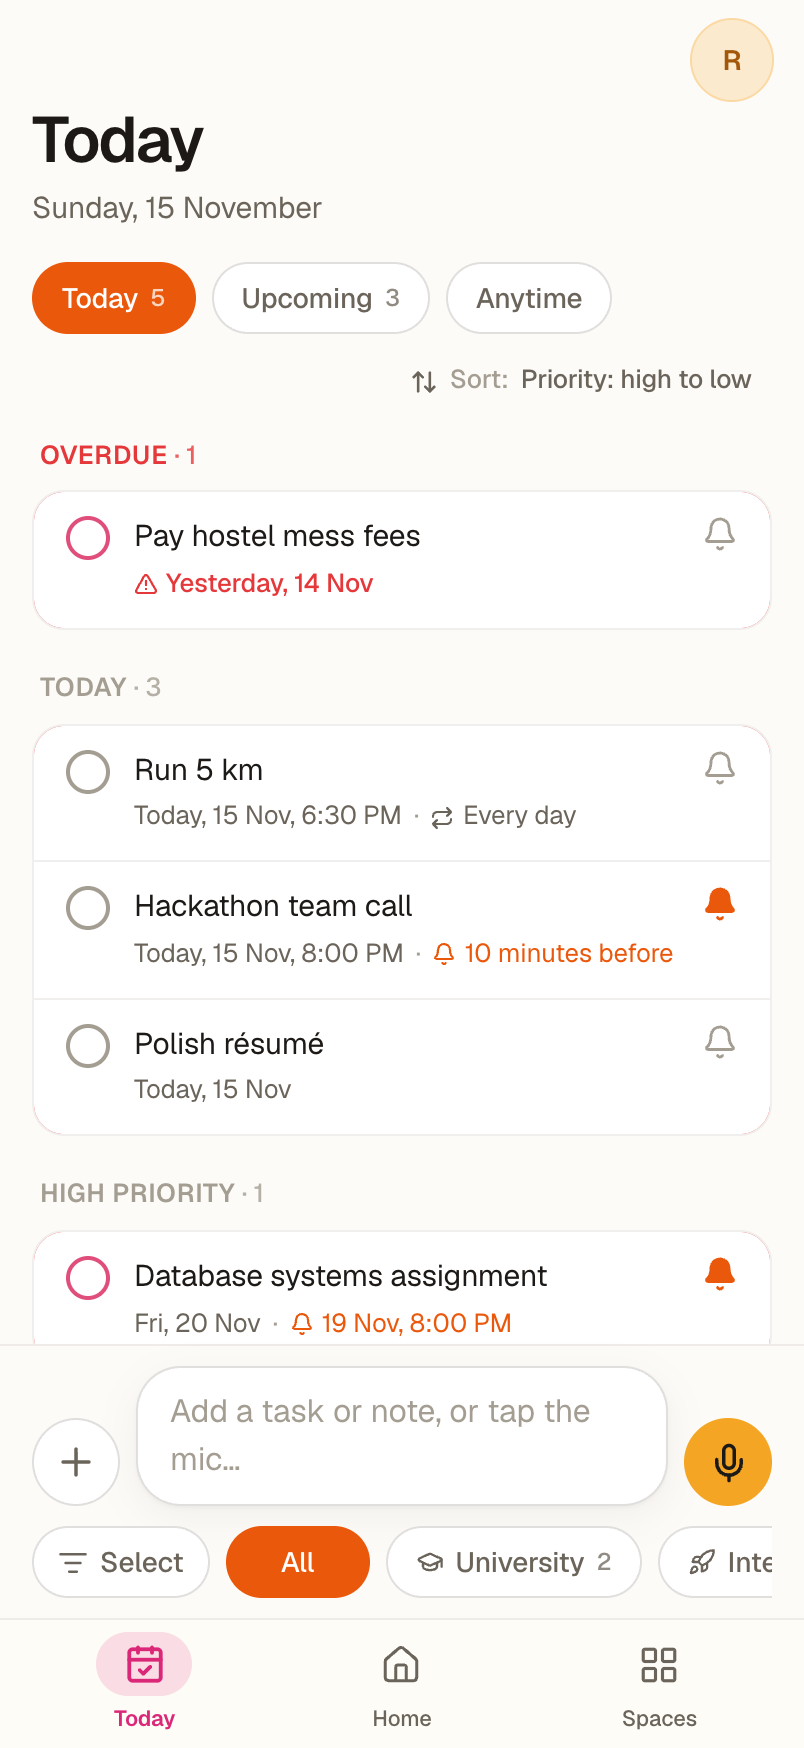 R
Today
Sunday, 15 November
Today 5
Upcoming 3
Anytime
Sort: Priority: high to low
OVERDUE · 1
Pay hostel mess fees
Yesterday, 14 Nov
TODAY · 3
Run 5 km
Today, 15 Nov, 6:30 PM · Every day
Hackathon team call
Today, 15 Nov, 8:00 PM · 10 minutes before
Polish résumé
Today, 15 Nov
HIGH PRIORITY · 1
Database systems assignment
Fri, 20 Nov · 19 Nov, 8:00 PM
Add a task or note, or tap the
mic...
Select
All
University 2
Inte
Today
Home
Spaces